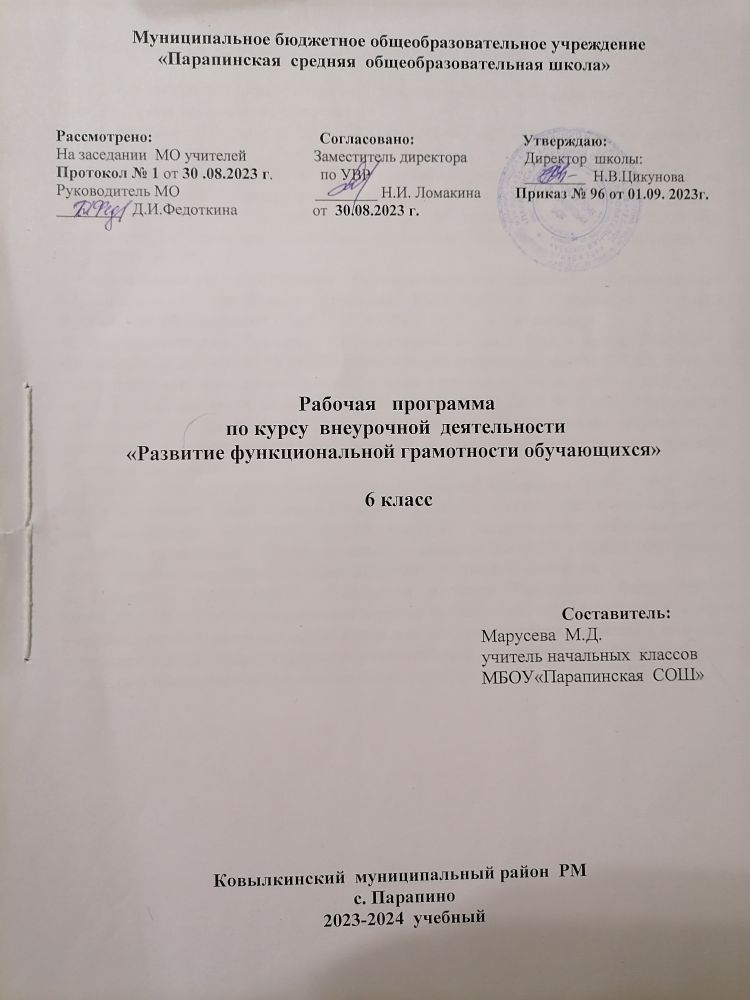 Муниципальное бюджетное общеобразовательное учреждение
«Парапинская средняя общеобразовательная школа»
Рассмотрено:
На заседании МО учителей
Протокол № 1 от 30 .08.2023 г.
Руководитель МО
Д.И.Федоткина
Согласовано:
Заместитель директора
по УВР
Н.И. Ломакина
от 30.08.2023 г.
Утверждаю:
Директор школы:
Н.В.Цикунова
Приказ № 96 от 01.09. 2023г.
Рабочая программа
по курсу внеурочной деятельности
«Развитие функциональной грамотности обучающихся»
6 класс
Составитель:
Марусева М.Д.
учитель начальных классов
МБОУ«Парапинская СОШ»
Ковылкинский муниципальный район РМ
с. Парапино
2023-2024 учебный